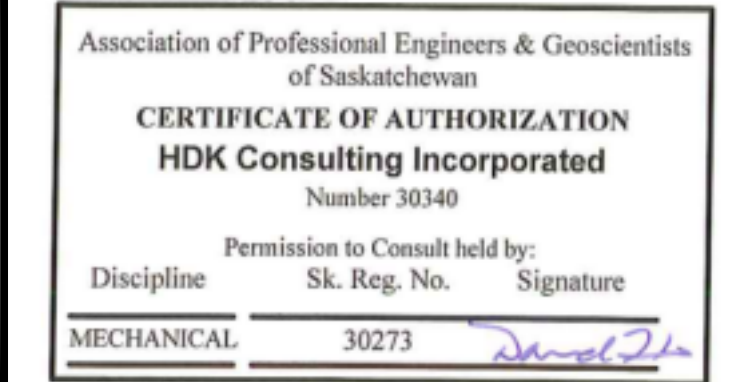 Association of Professional Engineers & Geoscientists
of Saskatchewan
CERTIFICATE OF AUTHORIZATION
HDK Consulting Incorporated
Number 30340
Permission to Consult held by:
Discipline Sk. Reg. No. Signature
MECHANICAL 30273 David